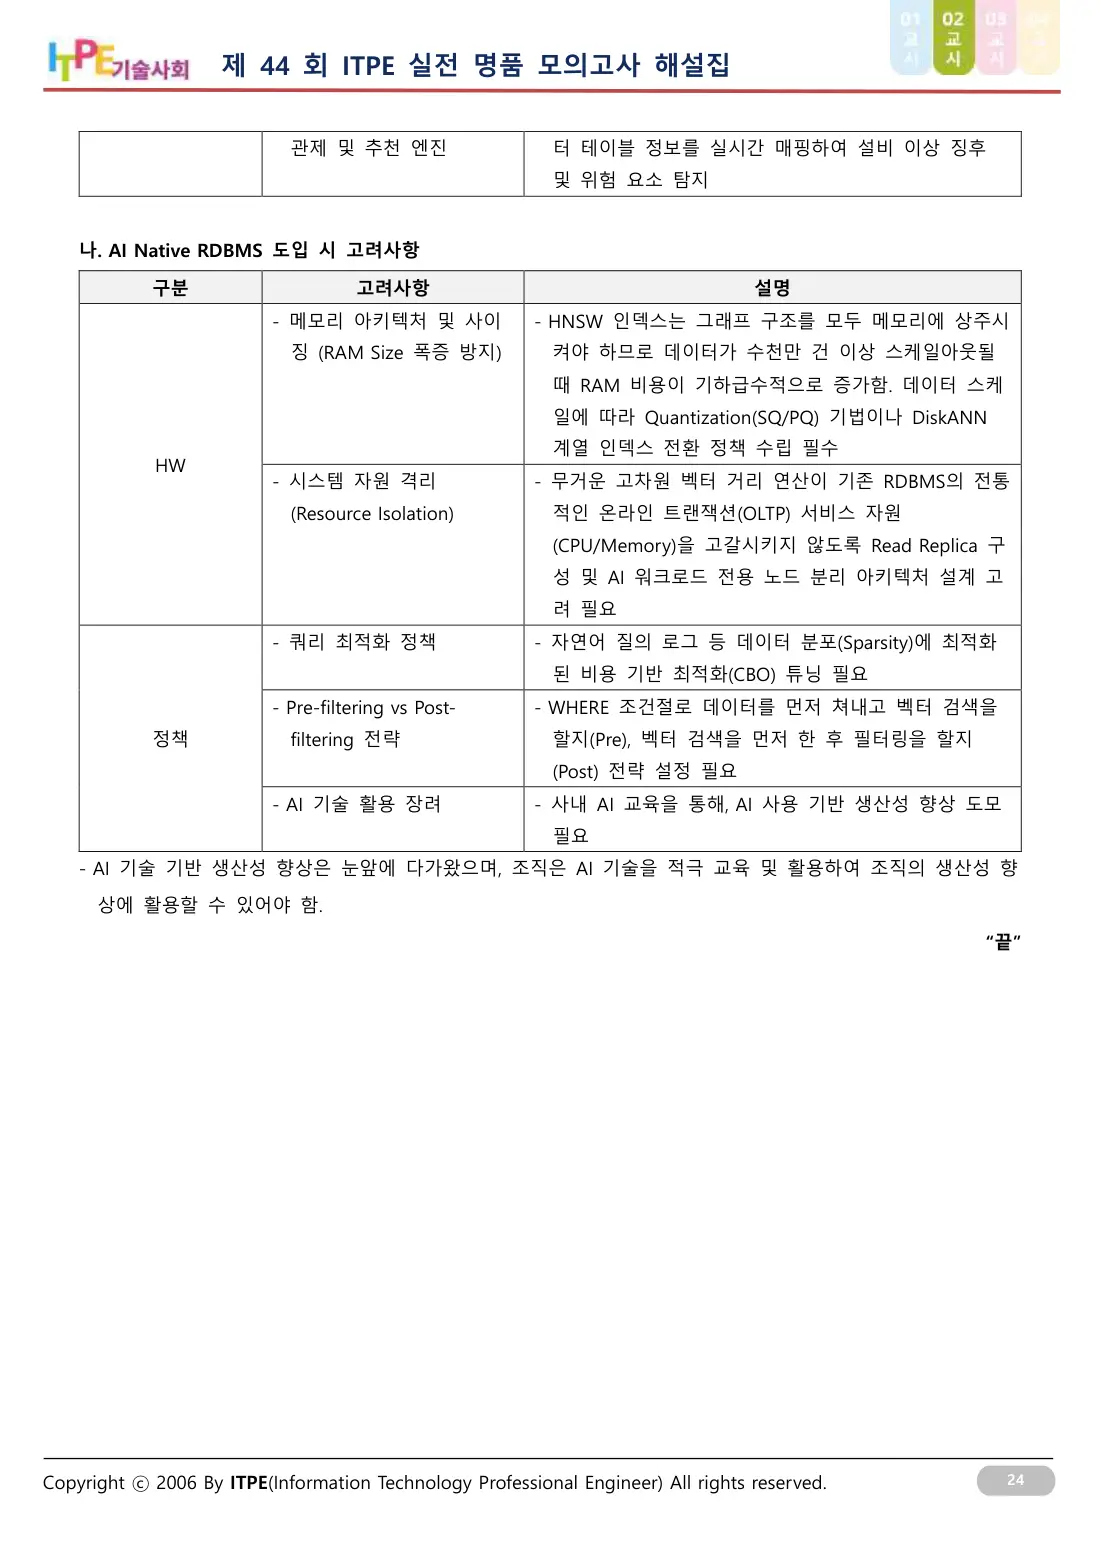 ITPE기술사회 제 44 회 ITPE 실전 명품 모의고사 해설집
01 교 시
02 교 시
03 교 시
관제 및 추천 엔진
터 테이블 정보를 실시간 매핑하여 설비 이상 징후
및 위험 요소 탐지
나. AI Native RDBMS 도입 시 고려사항
구분 고려사항 설명
HW
- 메모리 아키텍처 및 사이
징 (RAM Size 폭증 방지)
- HNSW 인덱스는 그래프 구조를 모두 메모리에 상주시
켜야 하므로 데이터가 수천만 건 이상 스케일아웃될
때 RAM 비용이 기하급수적으로 증가함. 데이터 스케
일에 따라 Quantization(SQ/PQ) 기법이나 DiskANN
계열 인덱스 전환 정책 수립 필수
- 시스템 자원 격리
(Resource Isolation)
- 무거운 고차원 벡터 거리 연산이 기존 RDBMS의 전통
적인 온라인 트랜잭션(OLTP) 서비스 자원
(CPU/Memory)을 고갈시키지 않도록 Read Replica 구
성 및 AI 워크로드 전용 노드 분리 아키텍처 설계 고
려 필요
정책
- 쿼리 최적화 정책
- 자연어 질의 로그 등 데이터 분포(Sparsity)에 최적화
된 비용 기반 최적화(CBO) 튜닝 필요
- Pre-filtering vs Post-
filtering 전략
- WHERE 조건절로 데이터를 먼저 쳐내고 벡터 검색을
할지(Pre), 벡터 검색을 먼저 한 후 필터링을 할지
(Post) 전략 설정 필요
- AI 기술 활용 장려
- 사내 AI 교육을 통해, AI 사용 기반 생산성 향상 도모
필요
- AI 기술 기반 생산성 향상은 눈앞에 다가왔으며, 조직은 AI 기술을 적극 교육 및 활용하여 조직의 생산성 향
상에 활용할 수 있어야 함.
“끝”
Copyright ⓒ 2006 By ITPE(Information Technology Professional Engineer) All rights reserved.
24